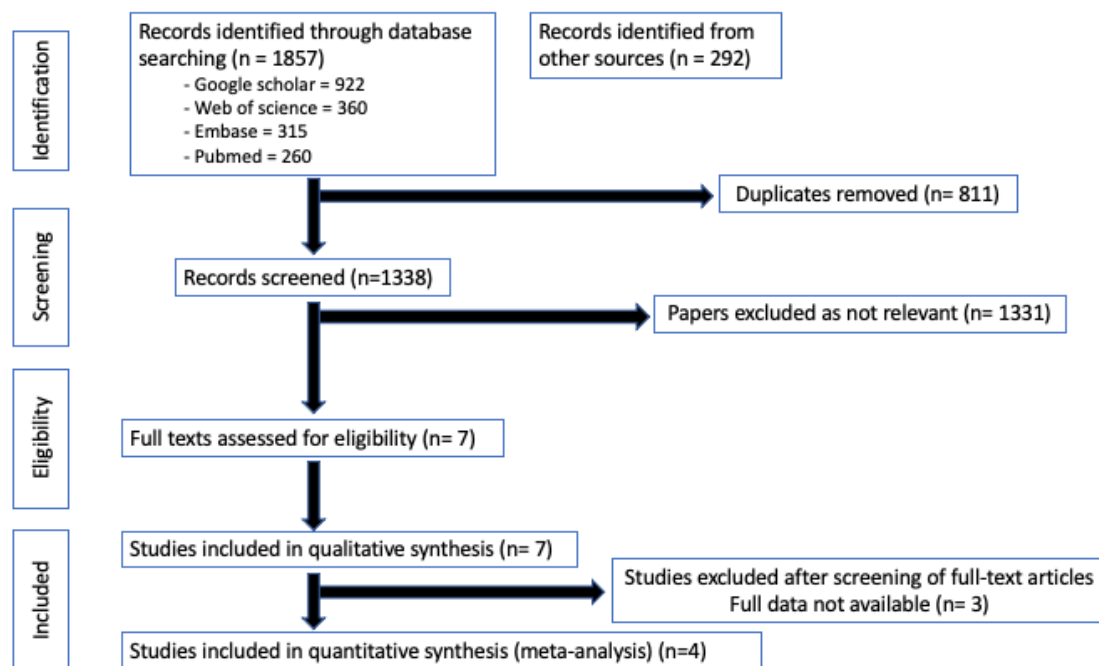 Identification
Records identified through database
searching (n = 1857)
- Google scholar = 922
- Web of science = 360
- Embase = 315
- Pubmed = 260
Records identified from
other sources (n = 292)
Duplicates removed (n= 811)
Screening
Records screened (n=1338)
Papers excluded as not relevant (n= 1331)
Eligibility
Full texts assessed for eligibility (n= 7)
Included
Studies included in qualitative synthesis (n= 7)
Studies excluded after screening of full-text articles
Full data not available (n= 3)
Studies included in quantitative synthesis (meta-analysis) (n=4)